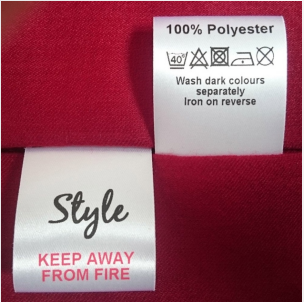 100% Polyester
40°
Wash dark colours
separately
Iron on reverse
Style
KEEP AWAY
FROM FIRE